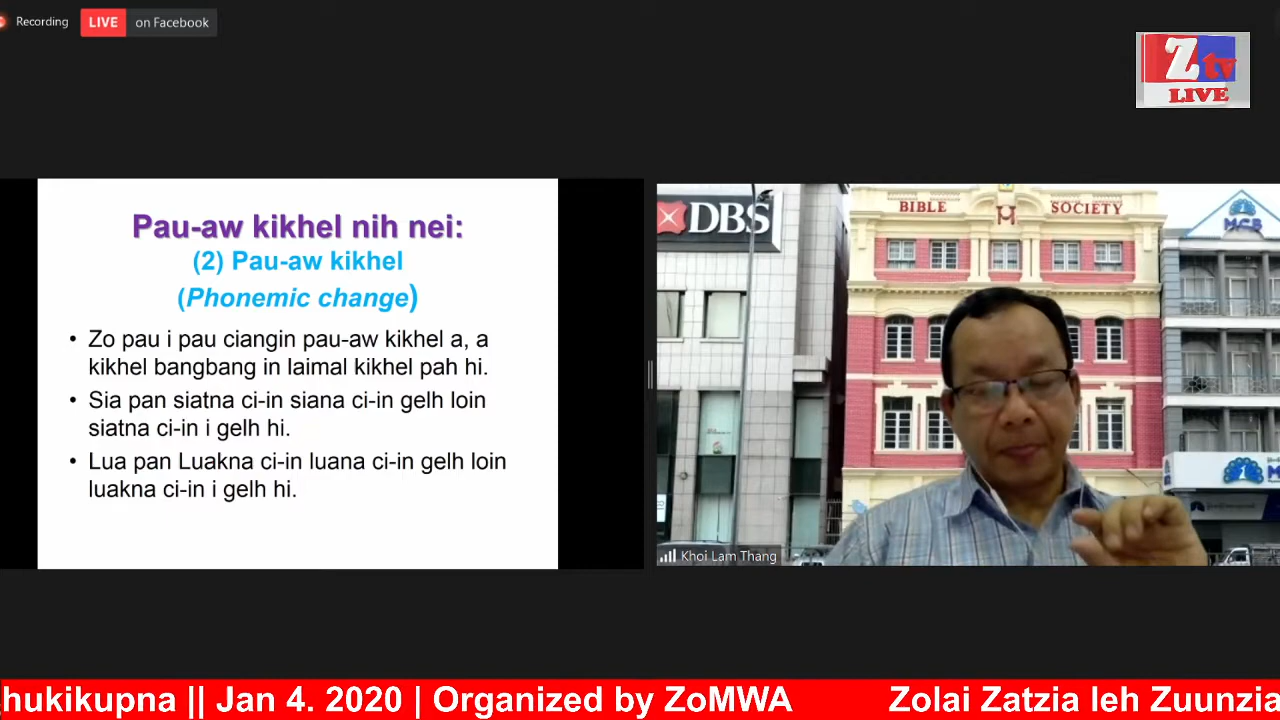 Recording
LIVE on Facebook
Z tv
LIVE
Pau-aw kikhel nih nei:
(2) Pau-aw kikhel
(Phonemic change)
• Zo pau i pau ciangin pau-aw kikhel a, a
kikhel bangbang in laimal kikhel pah hi.
• Sia pan siatna ci-in siana ci-in gelh loin
siatna ci-in i gelh hi.
• Lua pan Luakna ci-in luana ci-in gelh loin
luakna ci-in i gelh hi.
DBS
BIBLE SOCIETY
MCB
Khoi Lam Thang
hukikupna || Jan 4. 2020 | Organized by ZoMWA Zolai Zatzia leh Zuunzia